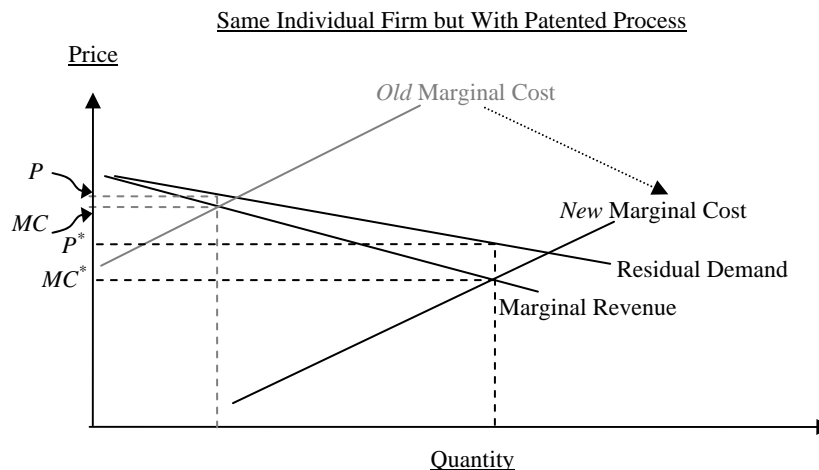 Same Individual Firm but With Patented Process
Price
Old Marginal Cost
P
MC
New Marginal Cost
P*
MC*
Residual Demand
Marginal Revenue
Quantity